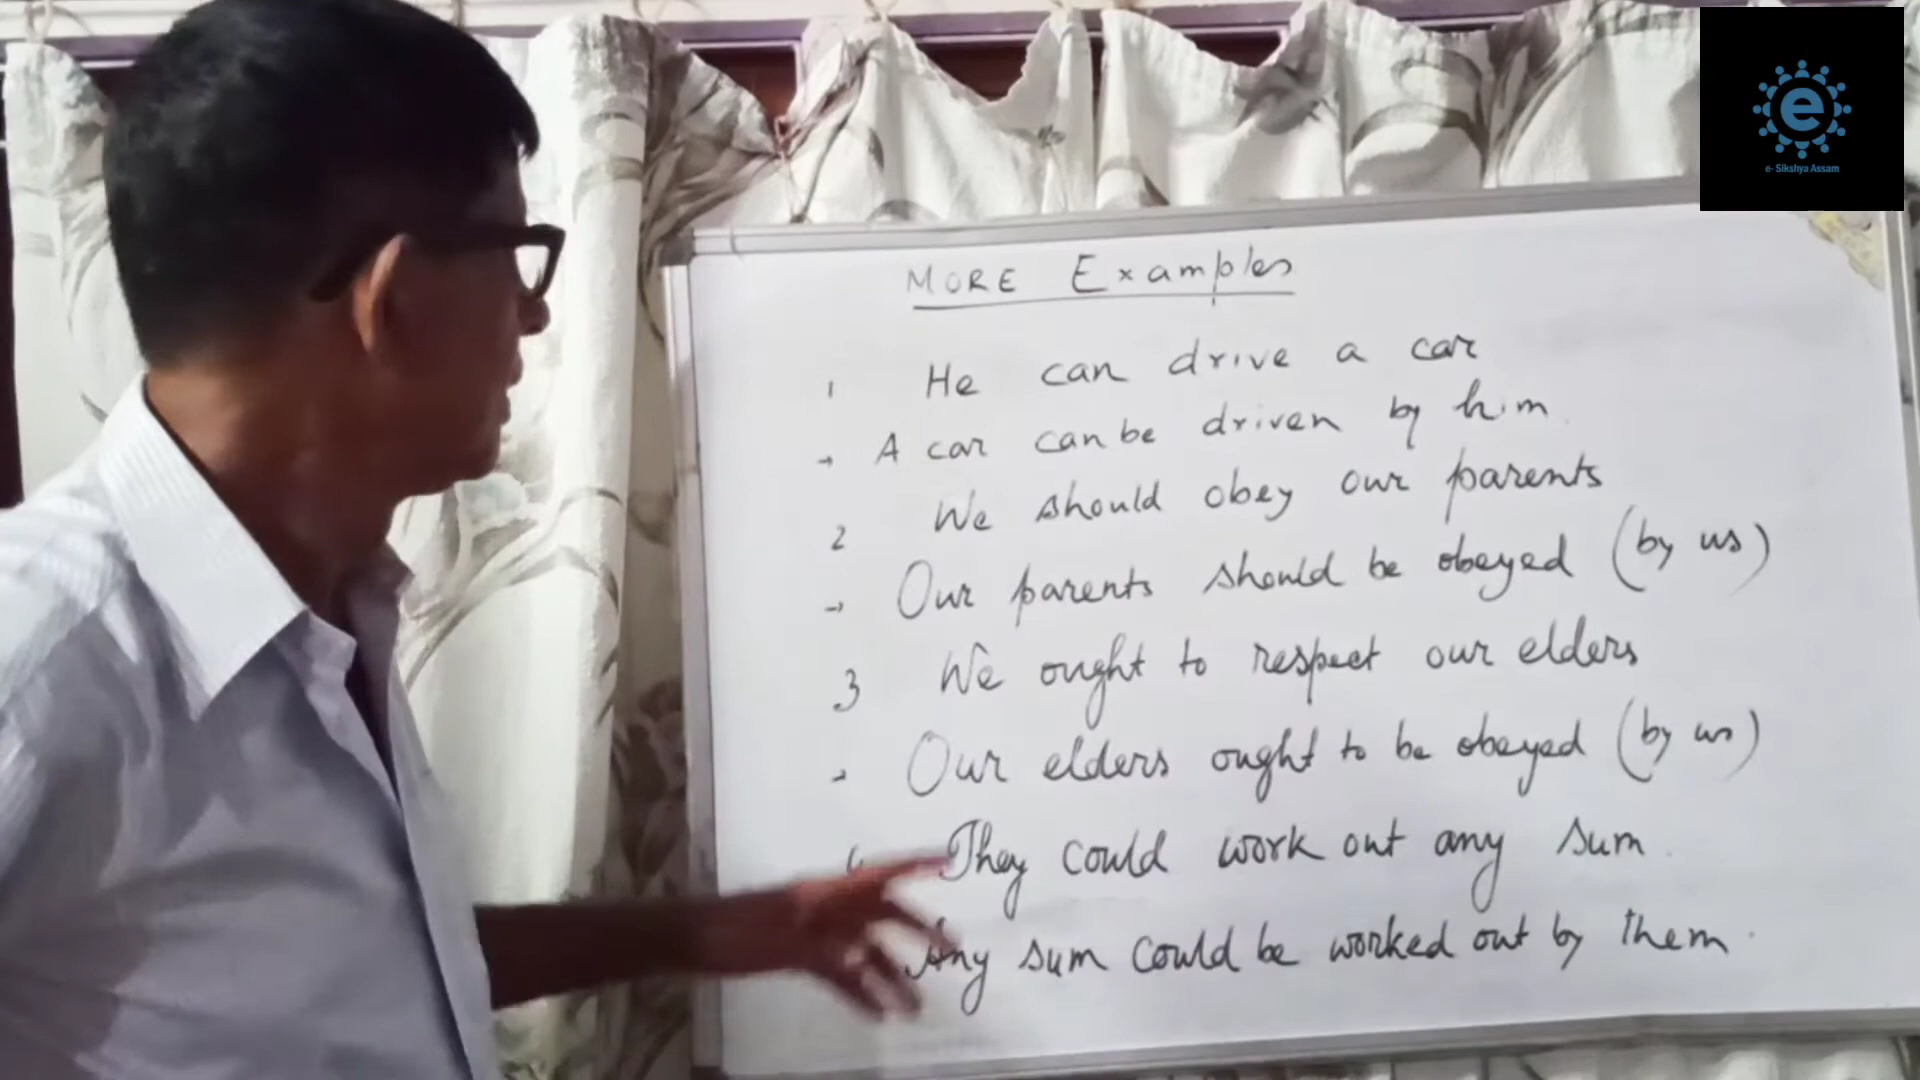 e
e- Sikshya Assam
MORE Examples
1 He can drive a car
→ A car can be driven by him.
2 We should obey our parents
→ Our parents should be obeyed (by us)
3 We ought to respect our elders
→ Our elders ought to be obeyed (by us)
They could work out any sum.
Any sum could be worked out by them.